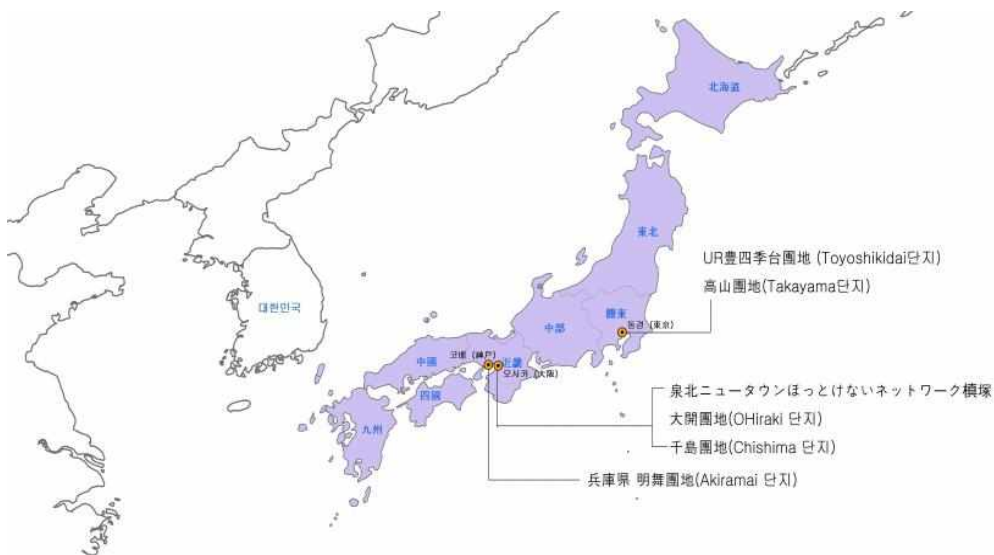 北海道
東北
UR豊四季台團地 (Toyoshikidai단지)
高山團地(Takayama단지)
대한민국
中部
關東
동경 (東京)
코베 (神戸)
近畿
오사카 (大阪)
中國
四國
九州
泉北ニュータウンほっとけないネットワーク槙塚
大開團地(OHiraki 단지)
千島團地(Chishima 단지)
兵庫県 明舞團地(Akiramai 단지)